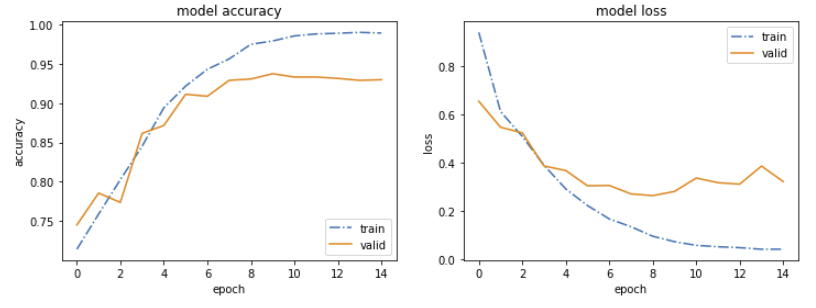 model accuracy
1.00
0.95
0.90
0.85
0.80
0.75
accuracy
0 2 4 6 8 10 12 14
epoch
train
valid
model loss
0.8
0.6
0.4
0.2
0.0
loss
0 2 4 6 8 10 12 14
epoch
train
valid